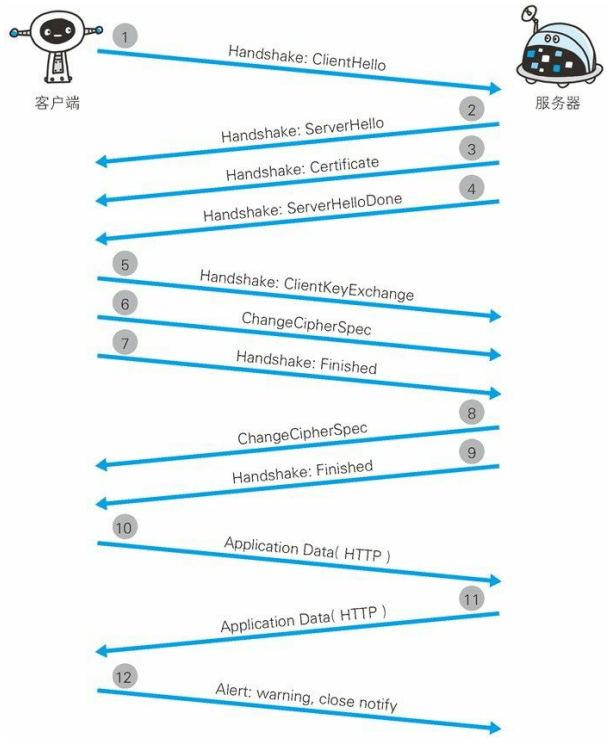 1
Handshake: ClientHello
客户端
服务器
2
Handshake: ServerHello
3
Handshake: Certificate
4
Handshake: ServerHelloDone
5
Handshake: ClientKeyExchange
6
ChangeCipherSpec
7
Handshake: Finished
8
ChangeCipherSpec
9
Handshake: Finished
10
Application Data( HTTP )
11
Application Data( HTTP )
12
Alert: warning, close notify